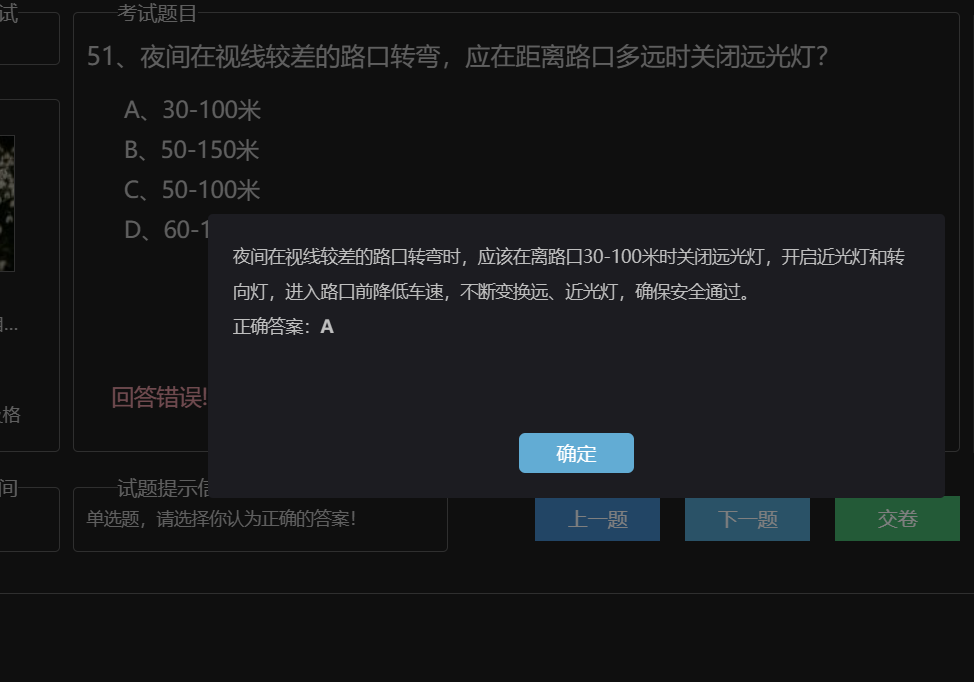 试
考试题目
51、夜间在视线较差的路口转弯，应在距离路口多远时关闭远光灯？
A、30-100米
B、50-150米
C、50-100米
D、60-1
夜间在视线较差的路口转弯时，应该在离路口30-100米时关闭远光灯，开启近光灯和转
向灯，进入路口前降低车速，不断变换远、近光灯，确保安全通过。
正确答案：A
...
回答错误!
格
确定
间
试题提示信
单选题，请选择你认为正确的答案！
上一题
下一题
交卷